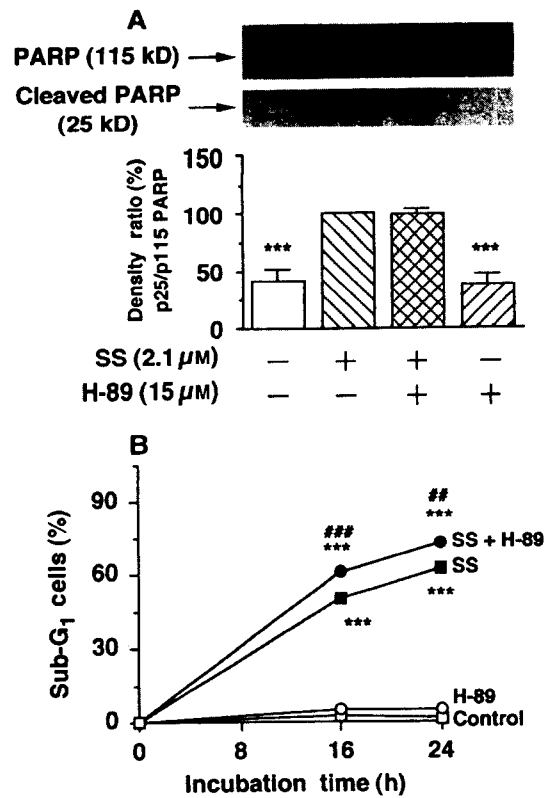 A
PARP (115 kD)
Cleaved PARP
(25 kD)
Density ratio (%)
p25/p115 PARP
150
100
50
0
***
***
SS (2.1 µM) – + + –
H-89 (15 µM) – – + +
B
Sub-G1 cells (%)
90
60
30
0
###
***
##
***
SS + H-89
SS
***
***
H-89
Control
0 8 16 24
Incubation time (h)